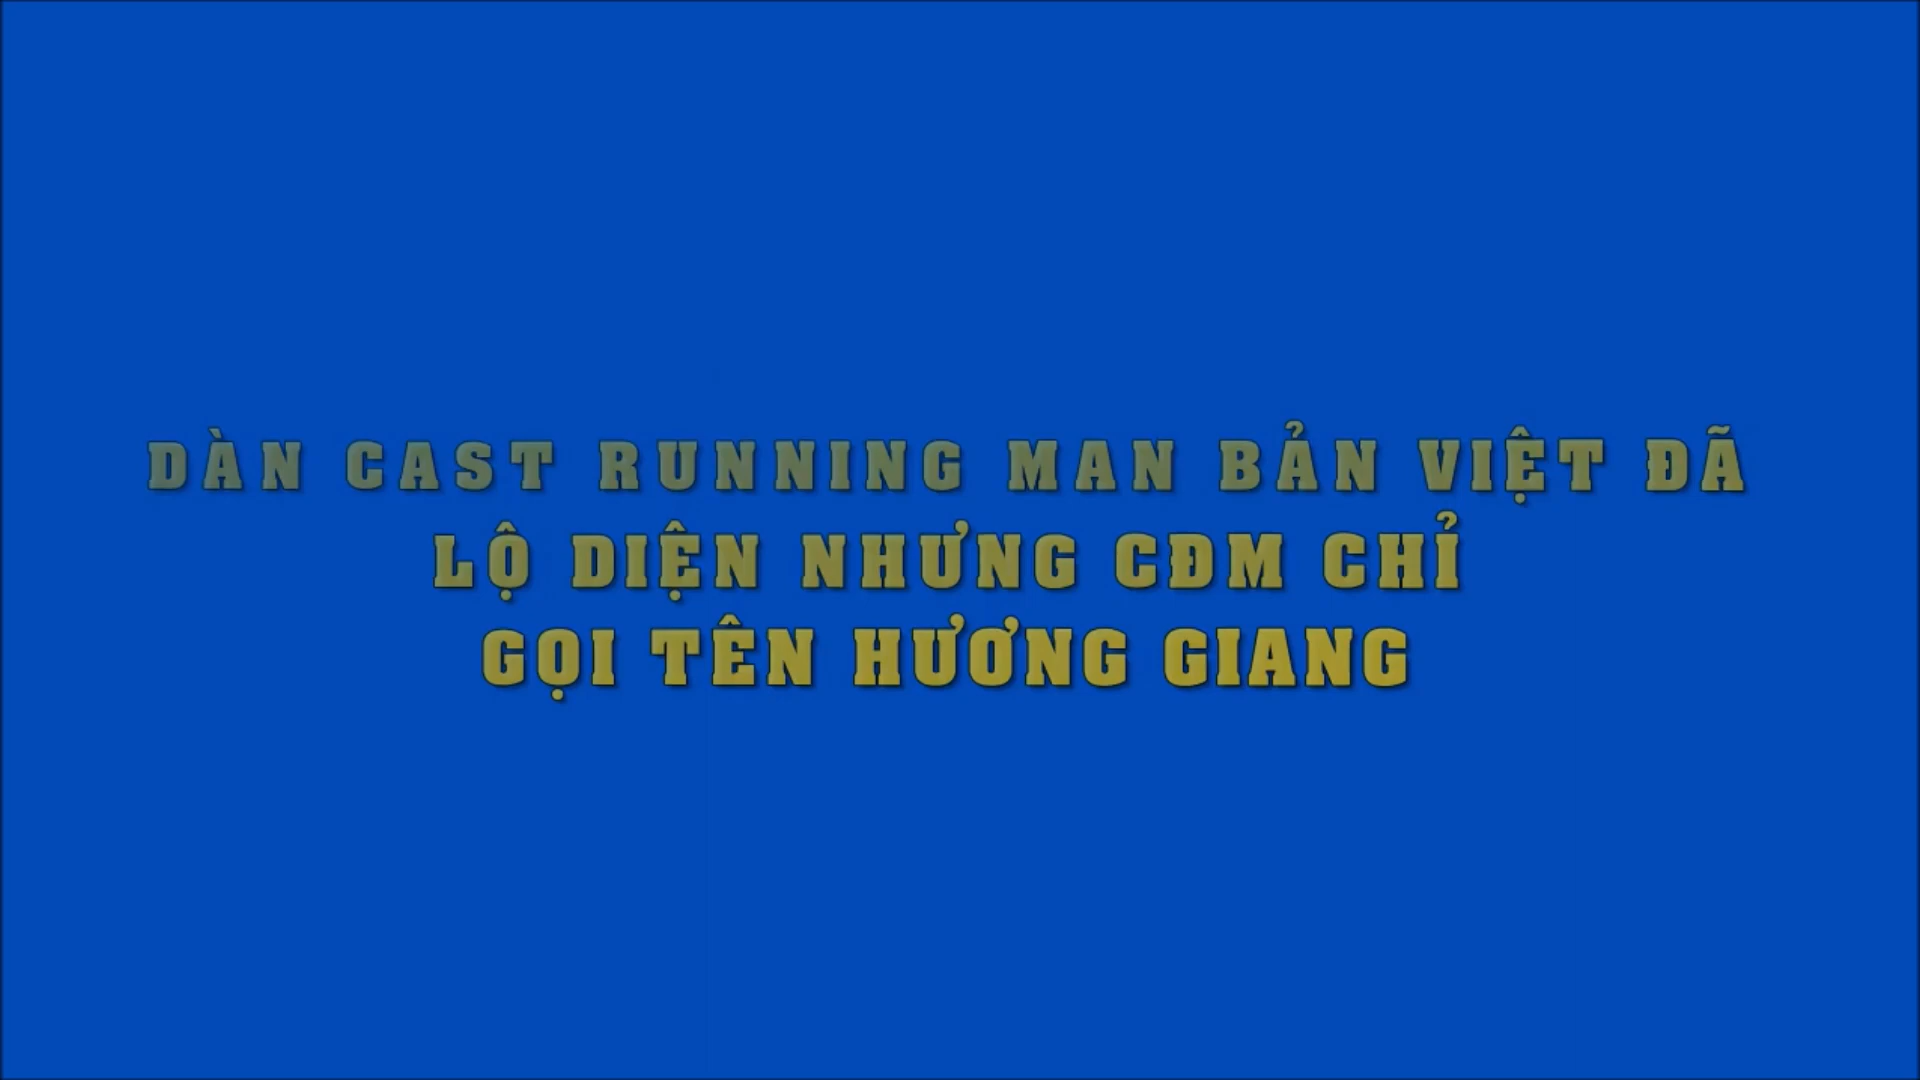 DÀN CAST RUNNING MAN BẢN VIỆT ĐÃ
LỘ DIỆN NHƯNG CĐM CHỈ
GỌI TÊN HƯƠNG GIANG